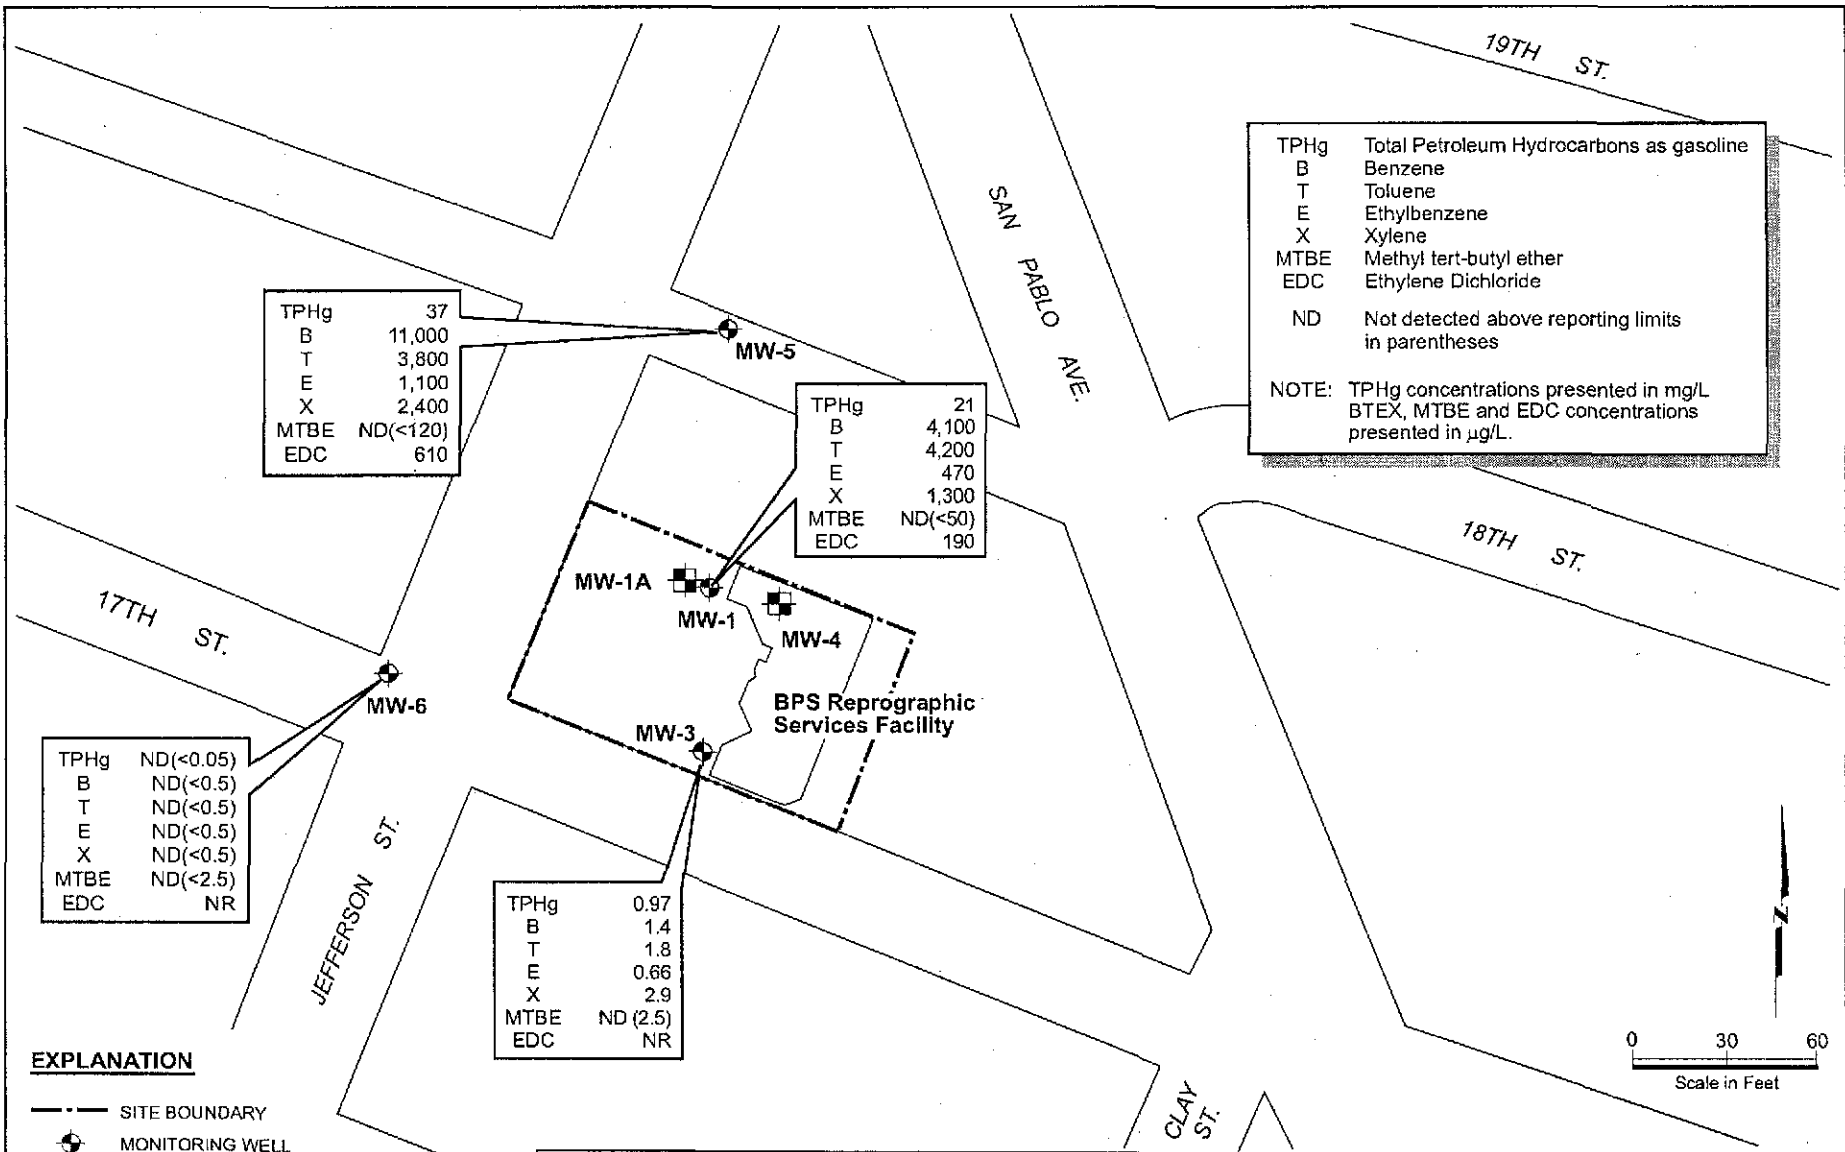 19TH ST.
TPHg Total Petroleum Hydrocarbons as gasoline
B Benzene
T Toluene
E Ethylbenzene
X Xylene
MTBE Methyl tert-butyl ether
EDC Ethylene Dichloride
ND Not detected above reporting limits
in parentheses
NOTE: TPHg concentrations presented in mg/L
BTEX, MTBE and EDC concentrations
presented in µg/L.
SAN PABLO AVE.
TPHg 37
B 11,000
T 3,800
E 1,100
X 2,400
MTBE ND(<120)
EDC 610
MW-5
TPHg 21
B 4,100
T 4,200
E 470
X 1,300
MTBE ND(<50)
EDC 190
18TH ST.
MW-1A
MW-1
MW-4
17TH ST.
MW-6
BPS Reprographic
Services Facility
MW-3
TPHg ND(<0.05)
B ND(<0.5)
T ND(<0.5)
E ND(<0.5)
X ND(<0.5)
MTBE ND(<2.5)
EDC NR
JEFFERSON ST.
TPHg 0.97
B 1.4
T 1.8
E 0.66
X 2.9
MTBE ND (2.5)
EDC NR
N
0 30 60
Scale in Feet
CLAY ST.
EXPLANATION
SITE BOUNDARY
MONITORING WELL